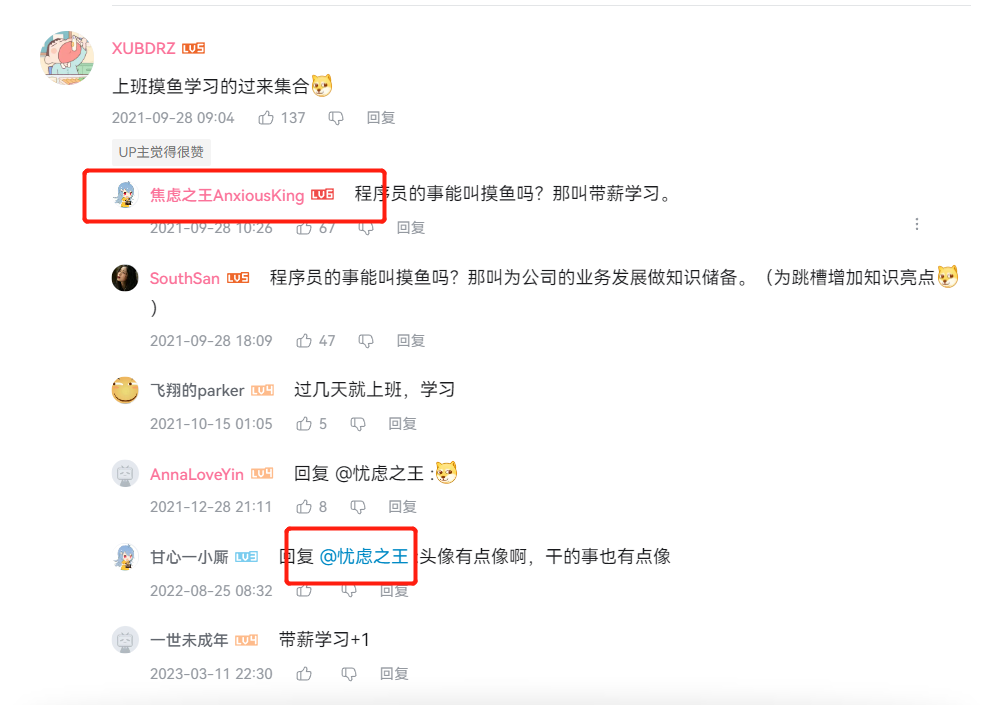 XUBDRZ LV5
上班摸鱼学习的过来集合
2021-09-28 09:04 137 回复
UP主觉得很赞
焦虑之王AnxiousKing LV6 程序员的事能叫摸鱼吗？那叫带薪学习。
2021-09-28 10:26 67 回复
SouthSan LV5 程序员的事能叫摸鱼吗？那叫为公司的业务发展做知识储备。（为跳槽增加知识亮点
）
2021-09-28 18:09 47 回复
飞翔的parker LV4 过几天就上班，学习
2021-10-15 01:05 5 回复
AnnaLoveYin LV4 回复 @忧虑之王 :
2021-12-28 21:11 8 回复
甘心一小厮 LV3 回复 @忧虑之王 :头像有点像啊，干的事也有点像
2022-08-25 08:32 回复
一世未成年 LV4 带薪学习+1
2023-03-11 22:30 回复